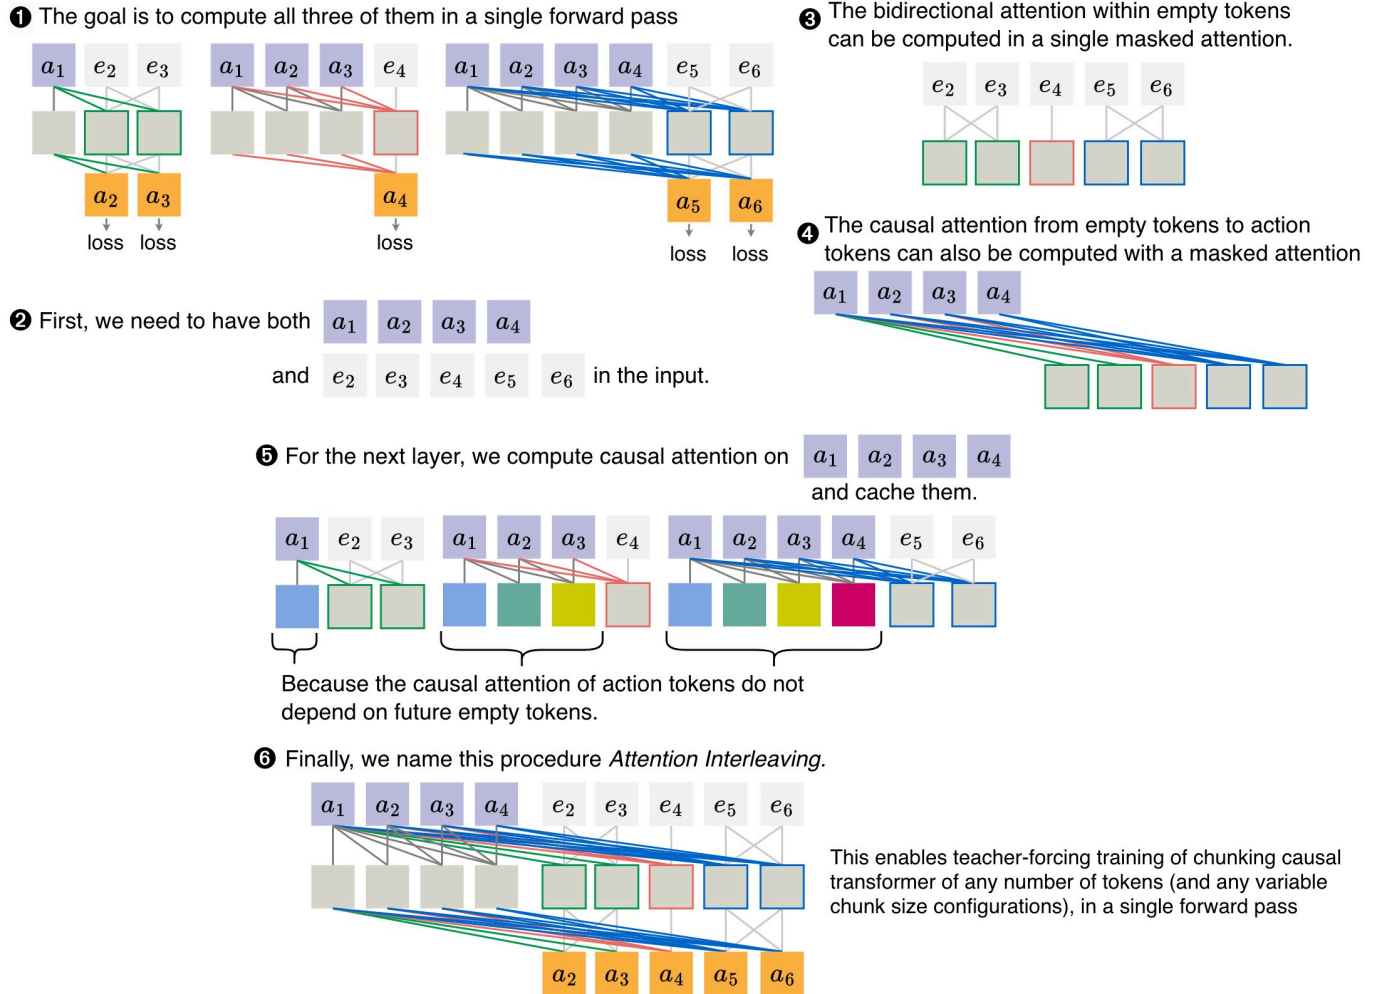 ❶ The goal is to compute all three of them in a single forward pass
a1 e2 e3
a2 a3
loss loss
a1 a2 a3 e4
a4
loss
a1 a2 a3 a4 e5 e6
a5 a6
loss loss
❷ First, we need to have both a1 a2 a3 a4
and e2 e3 e4 e5 e6 in the input.
❸ The bidirectional attention within empty tokens
can be computed in a single masked attention.
e2 e3 e4 e5 e6
❹ The causal attention from empty tokens to action
tokens can also be computed with a masked attention
a1 a2 a3 a4
❺ For the next layer, we compute causal attention on a1 a2 a3 a4
and cache them.
a1 e2 e3 a1 a2 a3 e4 a1 a2 a3 a4 e5 e6
Because the causal attention of action tokens do not
depend on future empty tokens.
❻ Finally, we name this procedure Attention Interleaving.
a1 a2 a3 a4 e2 e3 e4 e5 e6
a2 a3 a4 a5 a6
This enables teacher-forcing training of chunking causal
transformer of any number of tokens (and any variable
chunk size configurations), in a single forward pass